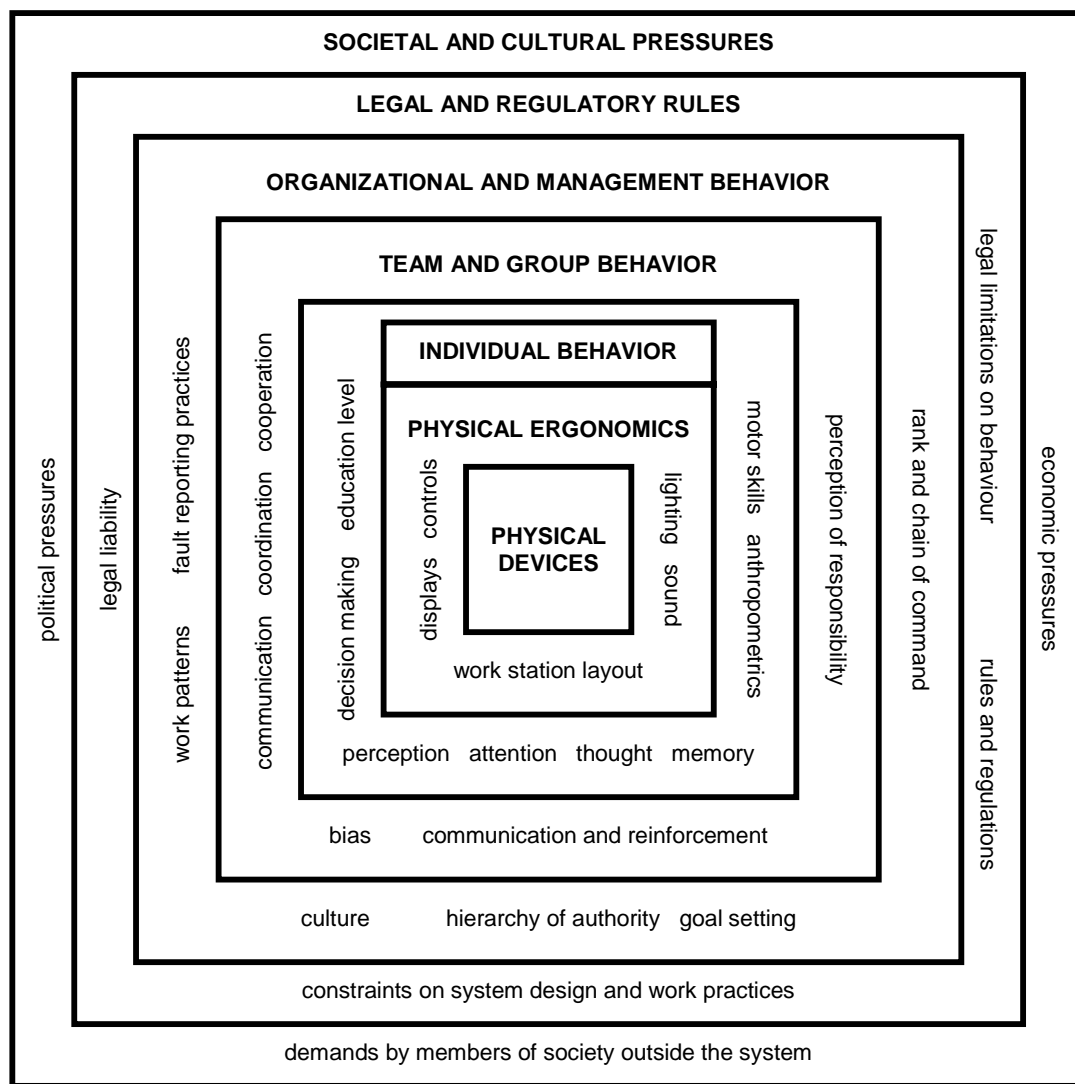 SOCIETAL AND CULTURAL PRESSURES
LEGAL AND REGULATORY RULES
ORGANIZATIONAL AND MANAGEMENT BEHAVIOR
TEAM AND GROUP BEHAVIOR
INDIVIDUAL BEHAVIOR
PHYSICAL ERGONOMICS
PHYSICAL
DEVICES
political pressures
legal liability
work patterns fault reporting practices
communication coordination cooperation
decision making education level
displays controls
lighting sound
motor skills anthropometrics
perception of responsibility
rank and chain of command
legal limitations on behaviour
rules and regulations
economic pressures
work station layout
perception attention thought memory
bias communication and reinforcement
culture hierarchy of authority goal setting
constraints on system design and work practices
demands by members of society outside the system